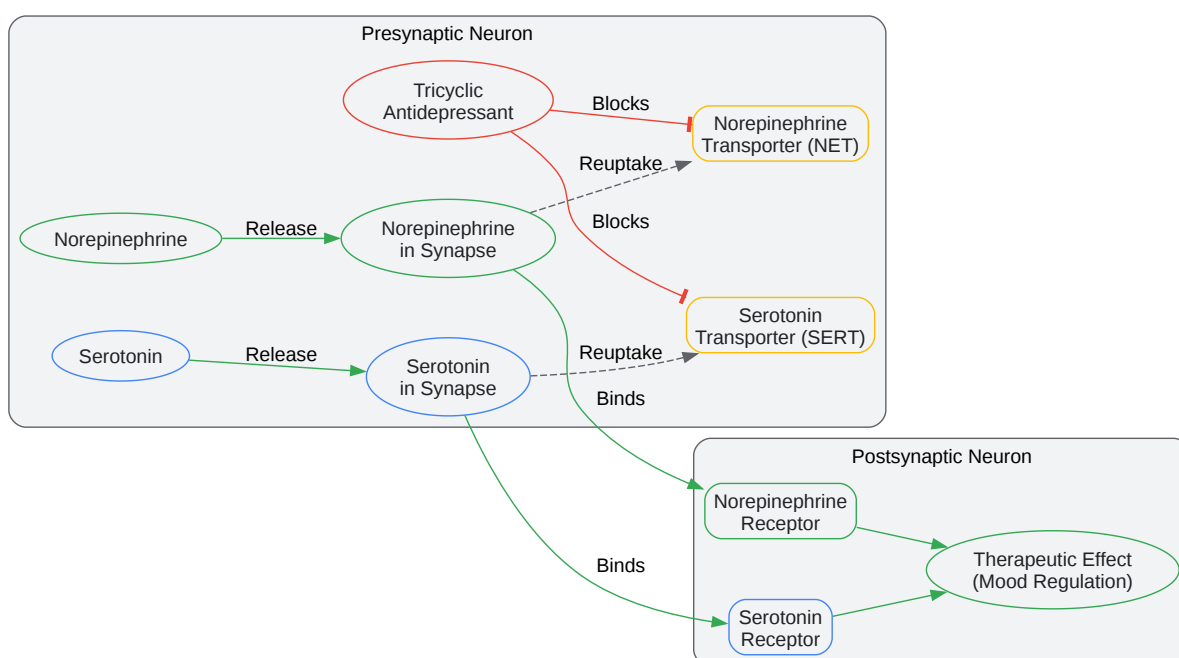 Presynaptic Neuron
Tricyclic
Antidepressant
Blocks
Norepinephrine
Transporter (NET)
Reuptake
Norepinephrine
Release
Norepinephrine
in Synapse
Blocks
Serotonin
Transporter (SERT)
Serotonin
Release
Serotonin
in Synapse
Reuptake
Binds
Postsynaptic Neuron
Norepinephrine
Receptor
Therapeutic Effect
(Mood Regulation)
Binds
Serotonin
Receptor